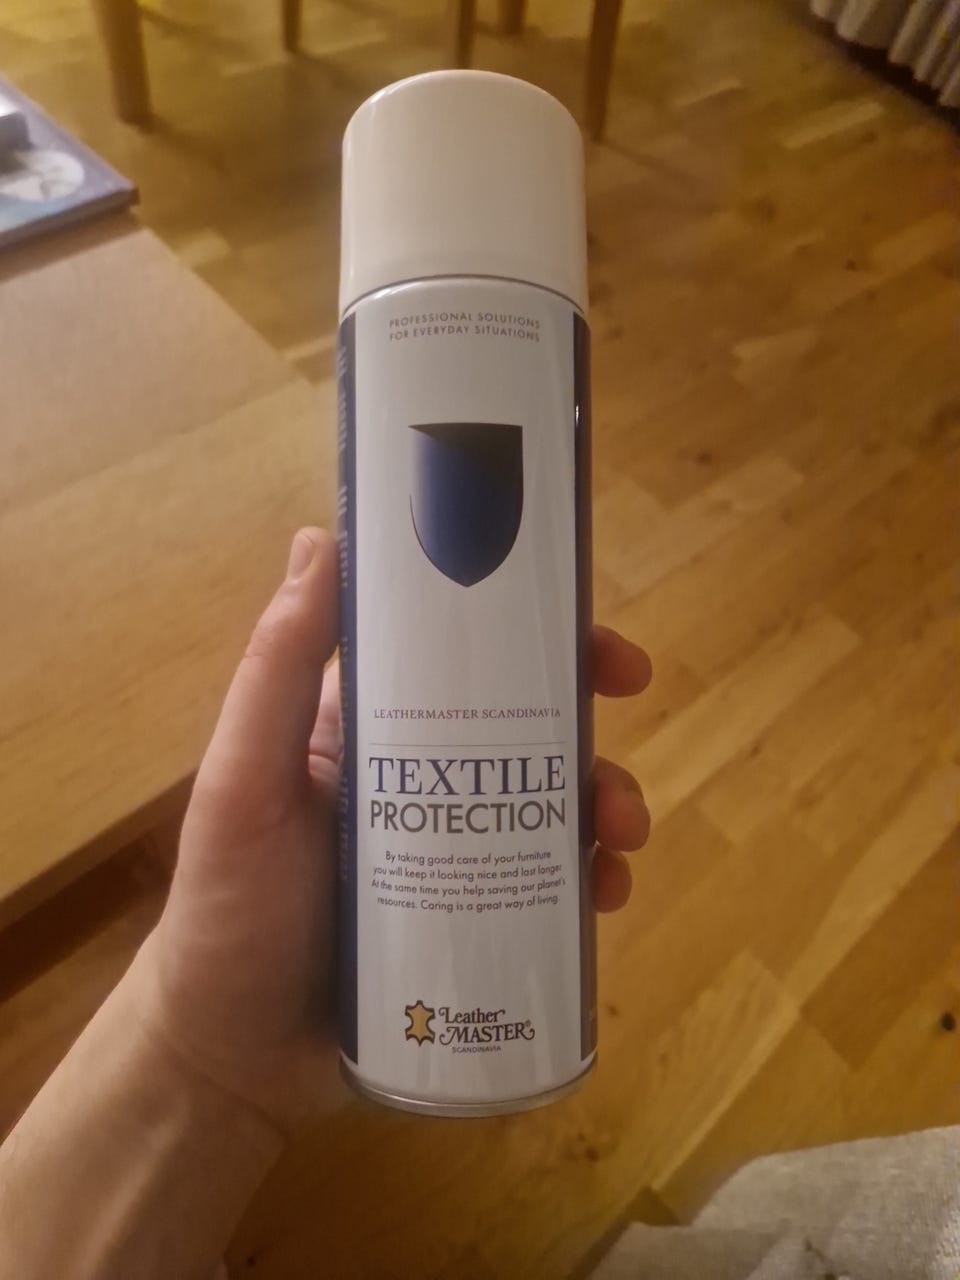 PROFESSIONAL SOLUTIONS
FOR EVERYDAY SITUATIONS
LEATHERMASTER SCANDINAVIA
TEXTILE
PROTECTION
By taking good care of your furniture
you will keep it looking nice and last longer.
At the same time you help saving our planet's
resources. Caring is a great way of living.
Leather
MASTER®
SCANDINAVIA